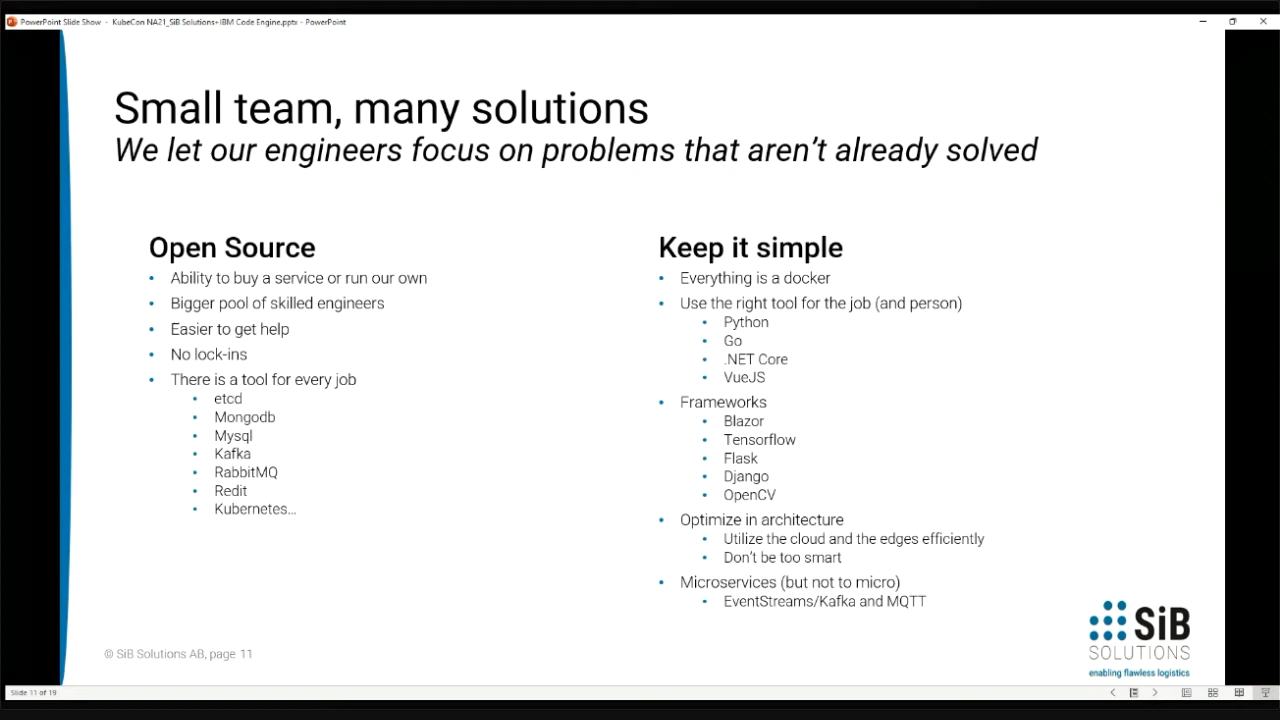 PowerPoint Slide Show - KubeCon NA21_SiB Solutions+IBM Code Engine.pptx - PowerPoint
Small team, many solutions
We let our engineers focus on problems that aren't already solved
Open Source
• Ability to buy a service or run our own
• Bigger pool of skilled engineers
• Easier to get help
• No lock-ins
• There is a tool for every job
• etcd
• Mongodb
• Mysql
• Kafka
• RabbitMQ
• Redit
• Kubernetes...
Keep it simple
• Everything is a docker
• Use the right tool for the job (and person)
• Python
• Go
• .NET Core
• VueJS
• Frameworks
• Blazor
• Tensorflow
• Flask
• Django
• OpenCV
• Optimize in architecture
• Utilize the cloud and the edges efficiently
• Don't be too smart
• Microservices (but not to micro)
• EventStreams/Kafka and MQTT
© SiB Solutions AB, page 11
SiB
SOLUTIONS
enabling flawless logistics
Slide 11 of 19